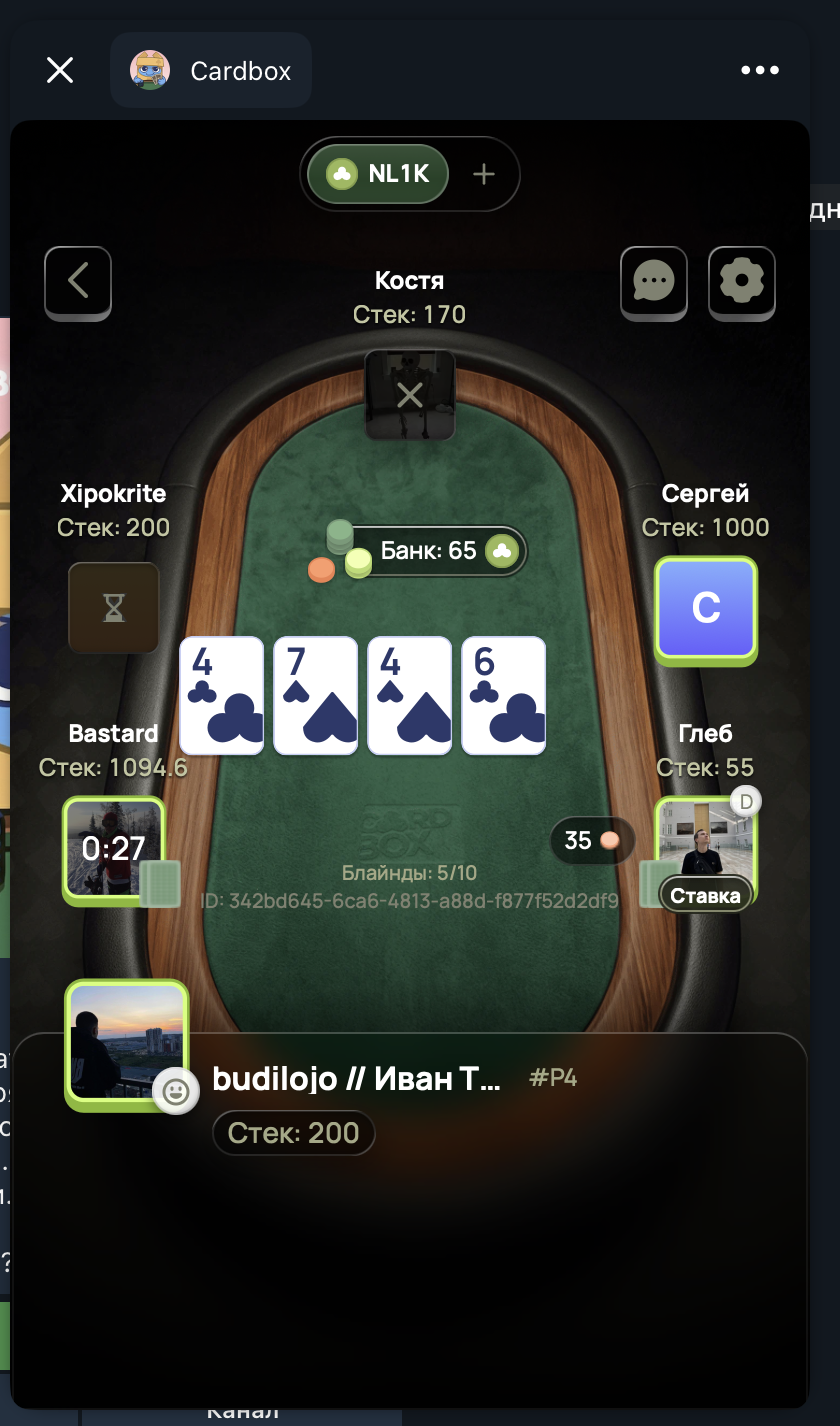 Cardbox
NL1K
дн
Костя
Стек: 170
Xipokrite
Стек: 200
Сергей
Стек: 1000
С
Банк: 65
4
7
4
6
Bastard
Стек: 1094.6
0:27
Глеб
Стек: 55
D
35
Ставка
Блайнды: 5/10
ID: 342bd645-6ca6-4813-a88d-f877f52d2df9
budilojo // Иван Т... #P4
Стек: 200
Канал